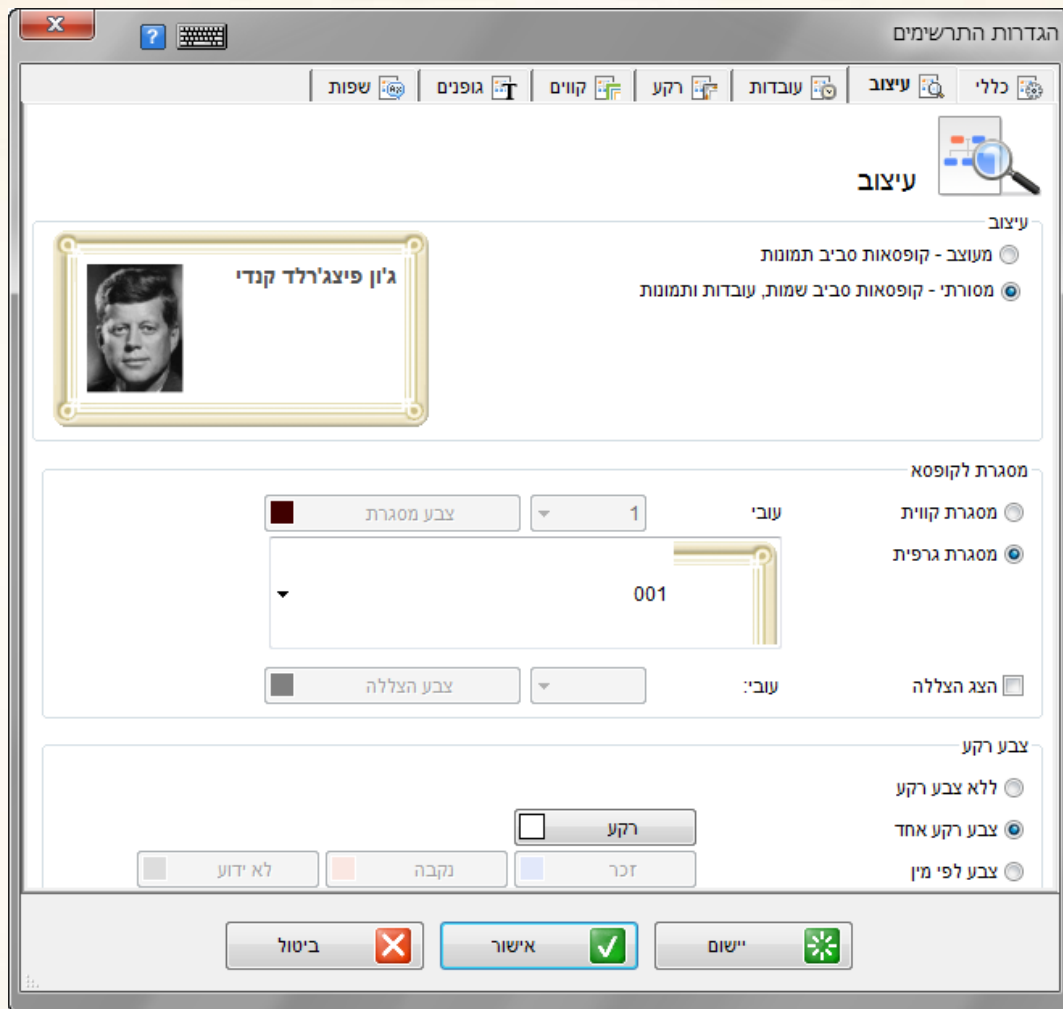 הגדרות התרשימים
כללי עיצוב עובדות רקע קווים גופנים שפות
עיצוב
עיצוב
מעוצב - קופסאות סביב תמונות
מסורתי - קופסאות סביב שמות, עובדות ותמונות
ג'ון פיצג'רלד קנדי
מסגרת לקופסא
מסגרת קווית עובי 1 צבע מסגרת
מסגרת גרפית
001
הצג הצללה עובי: צבע הצללה
צבע רקע
ללא צבע רקע
צבע רקע אחד רקע
צבע לפי מין זכר נקבה לא ידוע
יישום אישור ביטול